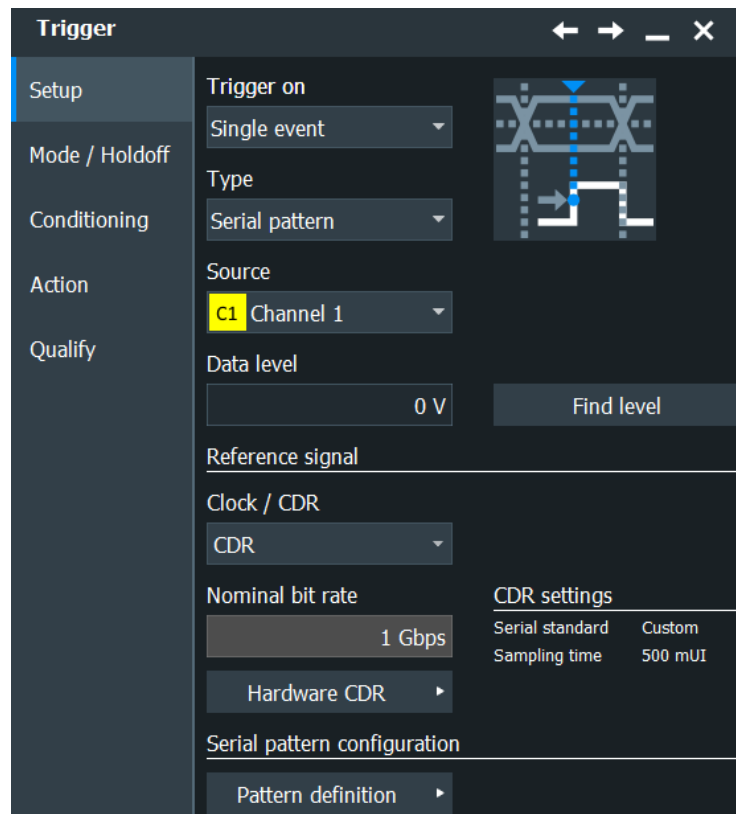 Trigger
Setup
Mode / Holdoff
Conditioning
Action
Qualify
Trigger on
Single event
Type
Serial pattern
Source
C1 Channel 1
Data level
0 V
Find level
Reference signal
Clock / CDR
CDR
Nominal bit rate
1 Gbps
Hardware CDR
CDR settings
Serial standard Custom
Sampling time 500 mUI
Serial pattern configuration
Pattern definition